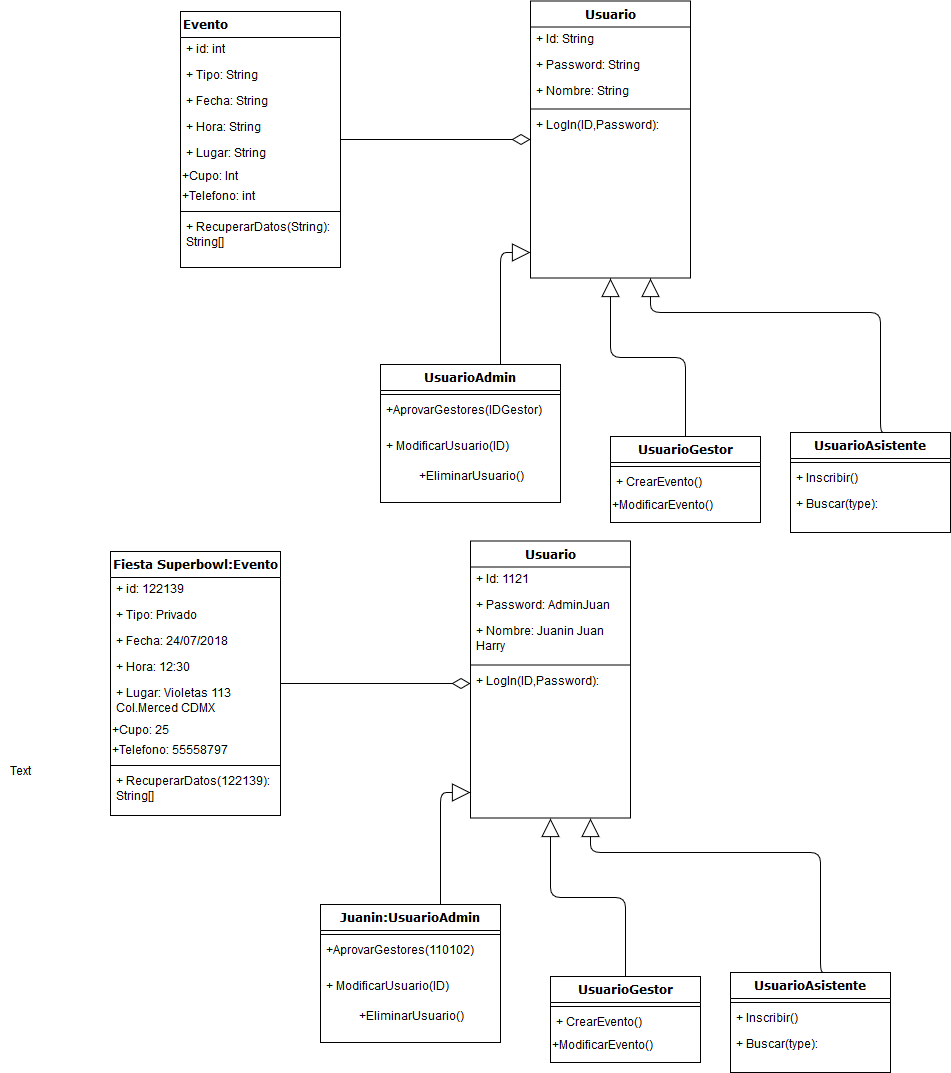 Evento
+ id: int
+ Tipo: String
+ Fecha: String
+ Hora: String
+ Lugar: String
+Cupo: Int
+Telefono: int
+ RecuperarDatos(String):
String[]
Usuario
+ Id: String
+ Password: String
+ Nombre: String
+ LogIn(ID,Password):
UsuarioAdmin
+AprovarGestores(IDGestor)
+ ModificarUsuario(ID)
+EliminarUsuario()
UsuarioGestor
+ CrearEvento()
+ModificarEvento()
UsuarioAsistente
+ Inscribir()
+ Buscar(type):
Fiesta Superbowl:Evento
+ id: 122139
+ Tipo: Privado
+ Fecha: 24/07/2018
+ Hora: 12:30
+ Lugar: Violetas 113
Col.Merced CDMX
+Cupo: 25
+Telefono: 55558797
+ RecuperarDatos(122139):
String[]
Text
Usuario
+ Id: 1121
+ Password: AdminJuan
+ Nombre: Juanin Juan
Harry
+ LogIn(ID,Password):
Juanin:UsuarioAdmin
+AprovarGestores(110102)
+ ModificarUsuario(ID)
+EliminarUsuario()
UsuarioGestor
+ CrearEvento()
+ModificarEvento()
UsuarioAsistente
+ Inscribir()
+ Buscar(type):